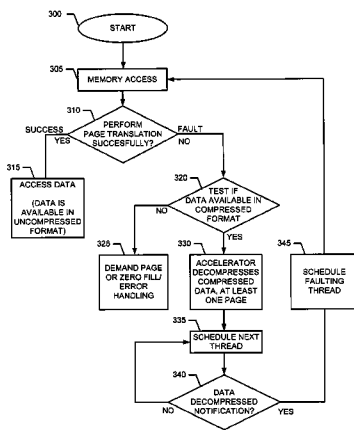 300
START
305
MEMORY ACCESS
310
PERFORM
PAGE TRANSLATION
SUCCESFULLY?
SUCCESS
YES
FAULT
NO
315
ACCESS DATA
(DATA IS
AVAILABLE IN
UNCOMPRESSED
FORMAT)
320
TEST IF
DATA AVAILABLE IN
COMPRESSED
FORMAT
NO
YES
325
DEMAND PAGE
OR ZERO FILL/
ERROR
HANDLING
330
ACCELERATOR
DECOMPRESSES
COMPRESSED
DATA, AT LEAST
ONE PAGE
345
SCHEDULE
FAULTING
THREAD
335
SCHEDULE NEXT
THREAD
340
DATA
DECOMPRESSED
NOTIFICATION?
NO
YES